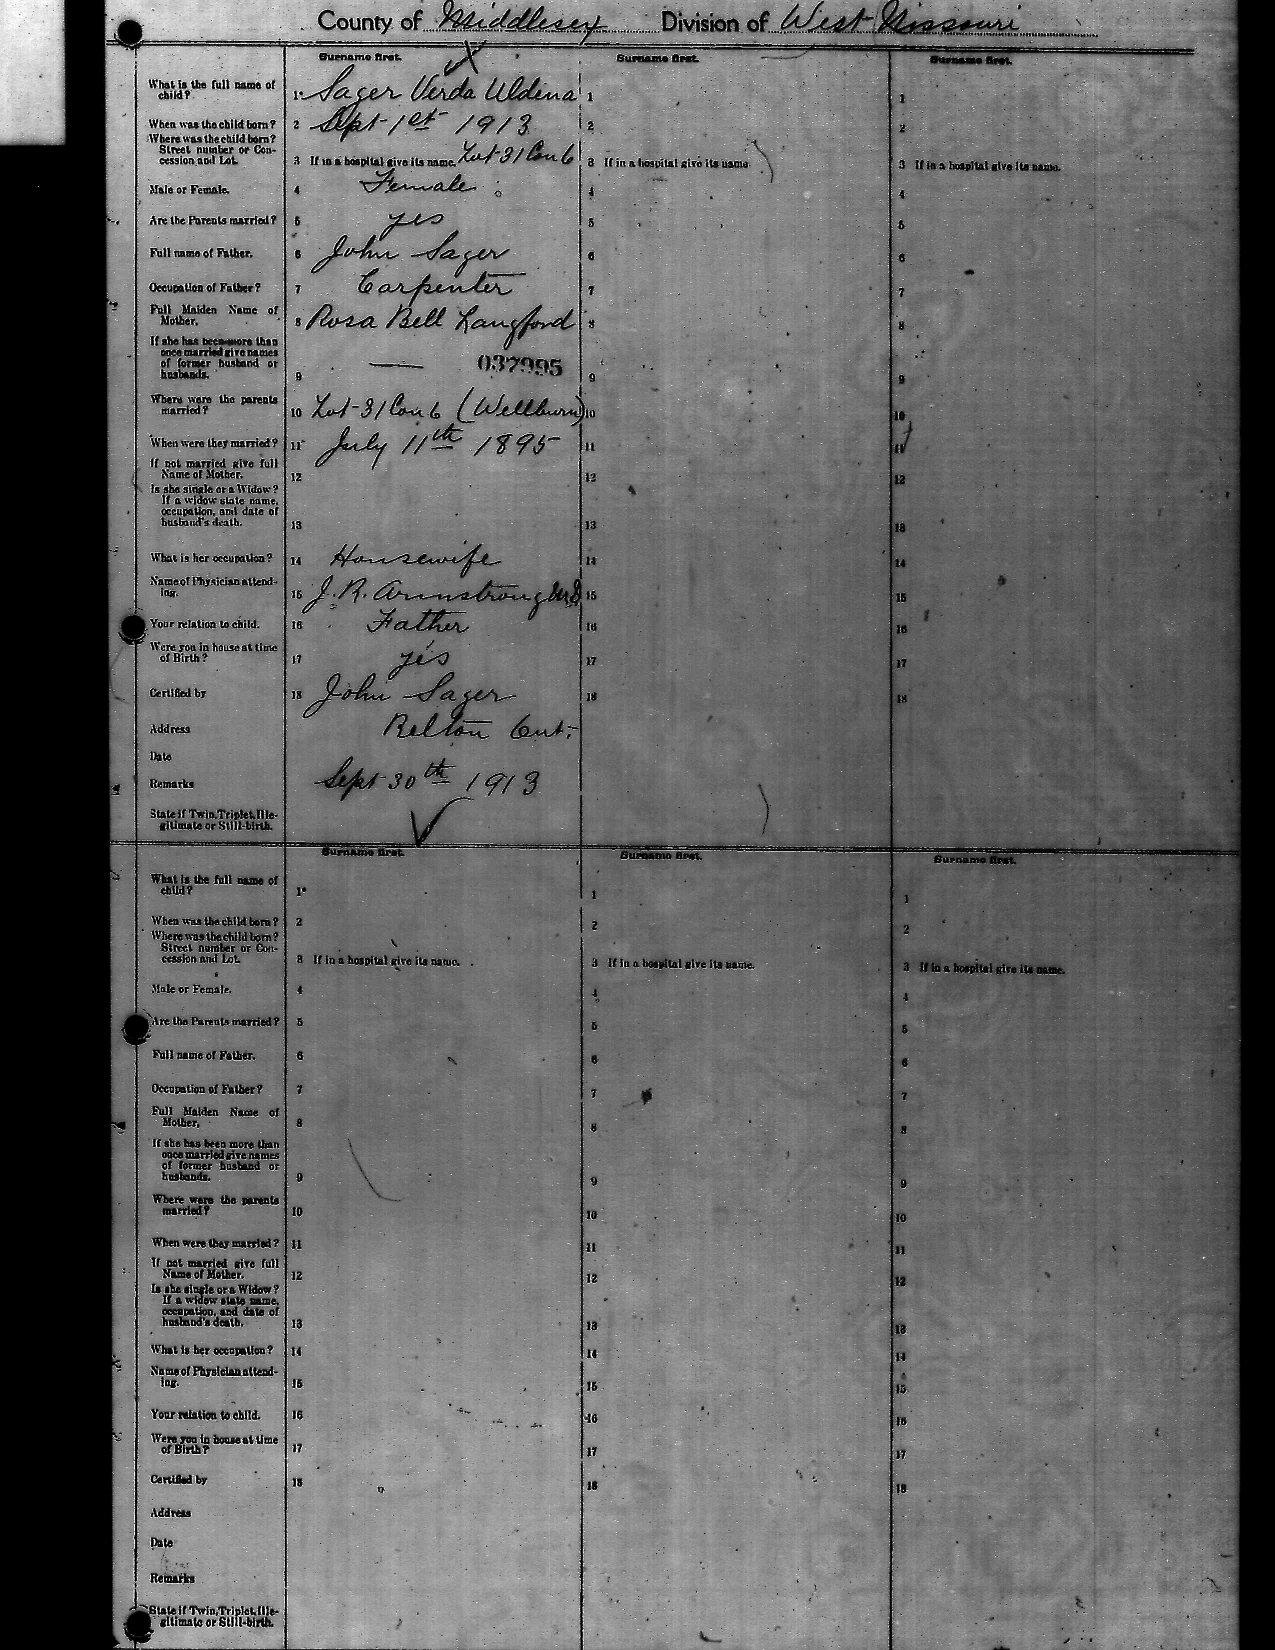 County of Middlesex Division of West Missouri
Surname first. Surname first. Surname first.
What is the full name of
child? 1 Sager Verda Uldena 1 1
When was the child born? 2 Sept 1st 1913 2 2
Where was the child born?
Street number or Con-
cession and Lot. 3 If in a hospital give its name. Lot 31 Con 6 3 If in a hospital give its name 3 If in a hospital give its name.
Male or Female. 4 Female 4 4
Are the Parents married? 5 yes 5 5
Full name of Father. 6 John Sager 6 6
Occupation of Father? 7 Carpenter 7 7
Full Maiden Name of
Mother. 8 Rosa Bell Langford 8 8
If she has been more than
once married give names
of former husband or
husbands. 9 — 037995 9 9
Where were the parents
married? 10 Lot 31 Con 6 (Wellburn) 10 10
When were they married? 11 July 11th 1895 11 11
If not married give full
Name of Mother. 12 12 12
Is she single or a Widow?
If a widow state name,
occupation, and date of
husband's death. 13 13 13
What is her occupation? 14 Housewife 14 14
Name of Physician attend-
ing. 15 J. R. Armstrong M.D 15 15
Your relation to child. 16 Father 16 16
Were you in house at time
of Birth? 17 yes 17 17
Certified by 18 John Sager 18 18
Address Belton Ont.
Date
Remarks Sept 30th 1913
State if Twin, Triplet, Ille-
gitimate or Still-birth.
Surname first. Surname first. Surname first.
What is the full name of
child? 1 1 1
When was the child born? 2 2 2
Where was the child born?
Street number or Con-
cession and Lot. 3 If in a hospital give its name. 3 If in a hospital give its name. 3 If in a hospital give its name.
Male or Female. 4 4 4
Are the Parents married? 5 5 5
Full name of Father. 6 6 6
Occupation of Father? 7 7 7
Full Maiden Name of
Mother. 8 8 8
If she has been more than
once married give names
of former husband or
husbands. 9 9 9
Where were the parents
married? 10 10 10
When were they married? 11 11 11
If not married give full
Name of Mother. 12 12 12
Is she single or a Widow?
If a widow state name,
occupation, and date of
husband's death. 13 13 13
What is her occupation? 14 14 14
Name of Physician attend-
ing. 15 15 15
Your relation to child. 16 16 16
Were you in house at time
of Birth? 17 17 17
Certified by 18 18 18
Address
Date
Remarks
State if Twin, Triplet, Ille-
gitimate or Still-birth.